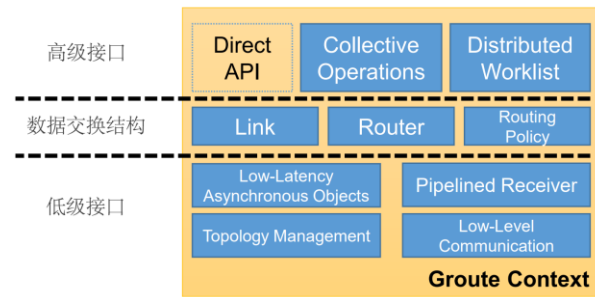 高级接口
Direct
API
Collective
Operations
Distributed
Worklist
数据交换结构
Link
Router
Routing
Policy
低级接口
Low-Latency
Asynchronous Objects
Pipelined Receiver
Topology Management
Low-Level
Communication
Groute Context